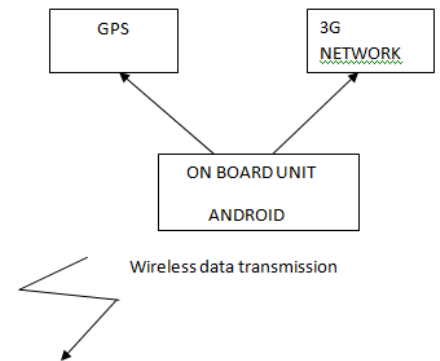 GPS
3G
NETWORK
ON BOARD UNIT
ANDROID
Wireless data transmission